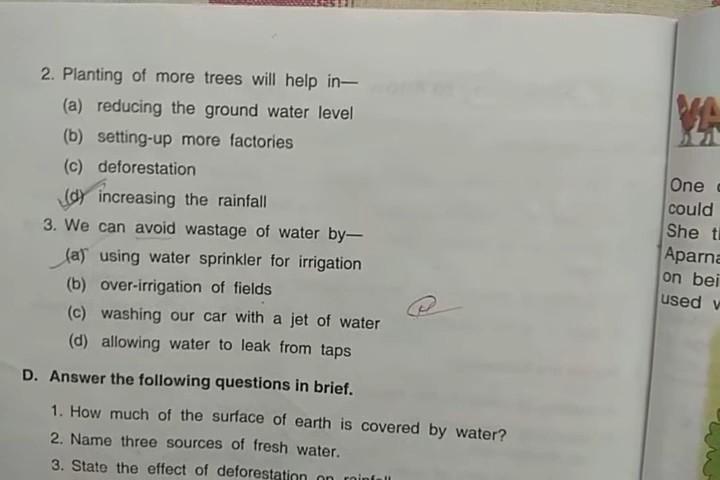 2. Planting of more trees will help in—
(a) reducing the ground water level
(b) setting-up more factories
(c) deforestation
(d) increasing the rainfall
3. We can avoid wastage of water by—
(a) using water sprinkler for irrigation
(b) over-irrigation of fields
(c) washing our car with a jet of water
(d) allowing water to leak from taps
D. Answer the following questions in brief.
1. How much of the surface of earth is covered by water?
2. Name three sources of fresh water.
3. State the effect of deforestation on rainfall
VA
One
could
She
Aparna
on
used